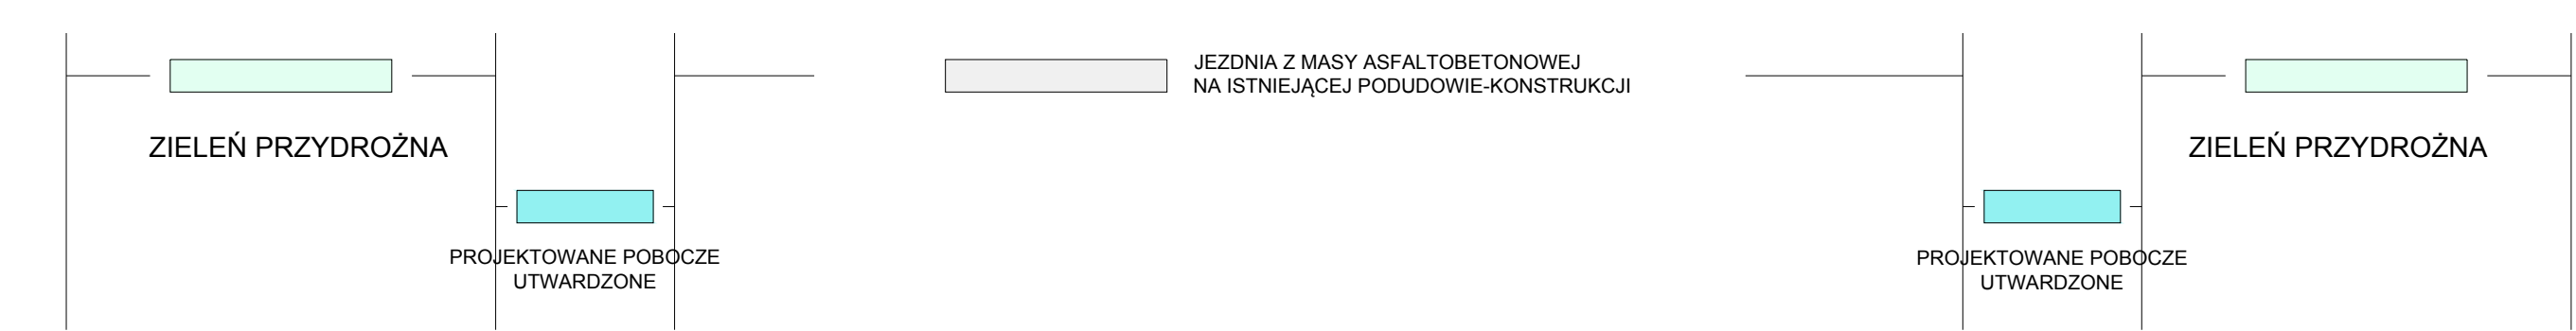 JEZDNIA Z MASY ASFALTOBETONOWEJ
NA ISTNIEJĄCEJ PODUDOWIE-KONSTRUKCJI
ZIELEŃ PRZYDROŻNA
ZIELEŃ PRZYDROŻNA
PROJEKTOWANE POBOCZE
UTWARDZONE
PROJEKTOWANE POBOCZE
UTWARDZONE